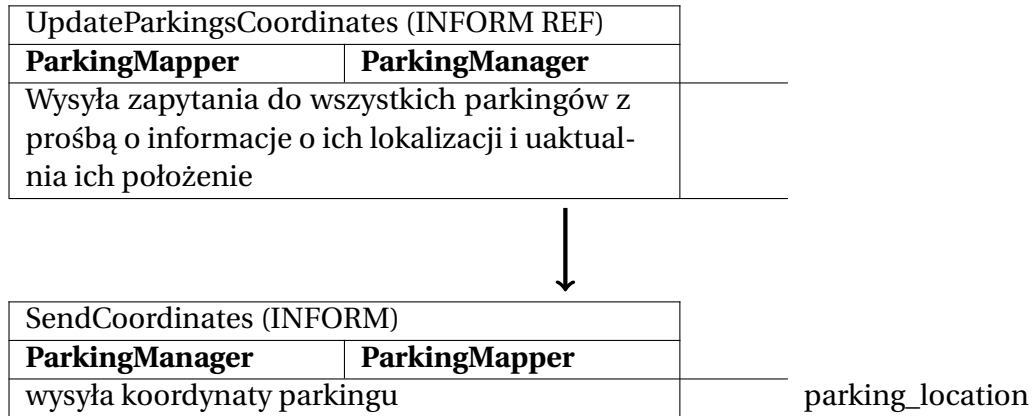 UpdateParkingsCoordinates (INFORM REF)
ParkingMapper ParkingManager
Wysyła zapytania do wszystkich parkingów z
prośbą o informacje o ich lokalizacji i uaktual-
nia ich położenie
SendCoordinates (INFORM)
ParkingManager ParkingMapper
wysyła koordynaty parkingu parking_location